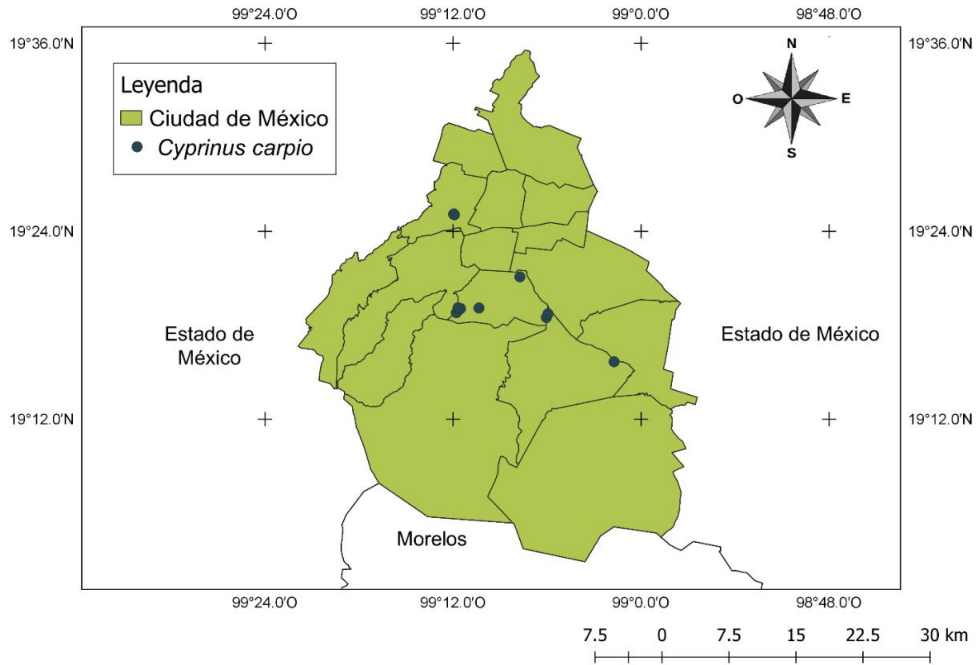 99°24.0'O 99°12.0'O 99°0.0'O 98°48.0'O
19°36.0'N 19°36.0'N
Leyenda
Ciudad de México
Cyprinus carpio
N
O E
S
19°24.0'N 19°24.0'N
Estado de
México
Estado de México
19°12.0'N 19°12.0'N
Morelos
99°24.0'O 99°12.0'O 99°0.0'O 98°48.0'O
7.5 0 7.5 15 22.5 30 km